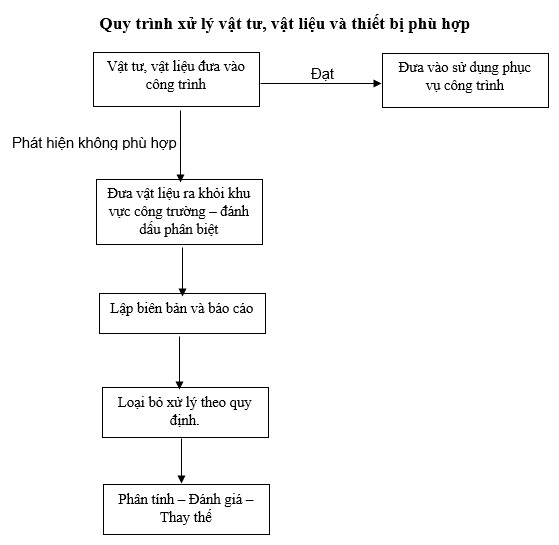 Quy trình xử lý vật tư, vật liệu và thiết bị phù hợp
Vật tư, vật liệu đưa vào
công trình
Đạt
Đưa vào sử dụng phục
vụ công trình
Phát hiện không phù hợp
Đưa vật liệu ra khỏi khu
vực công trường – đánh
dấu phân biệt
Lập biên bản và báo cáo
Loại bỏ xử lý theo quy
định.
Phân tính – Đánh giá –
Thay thế